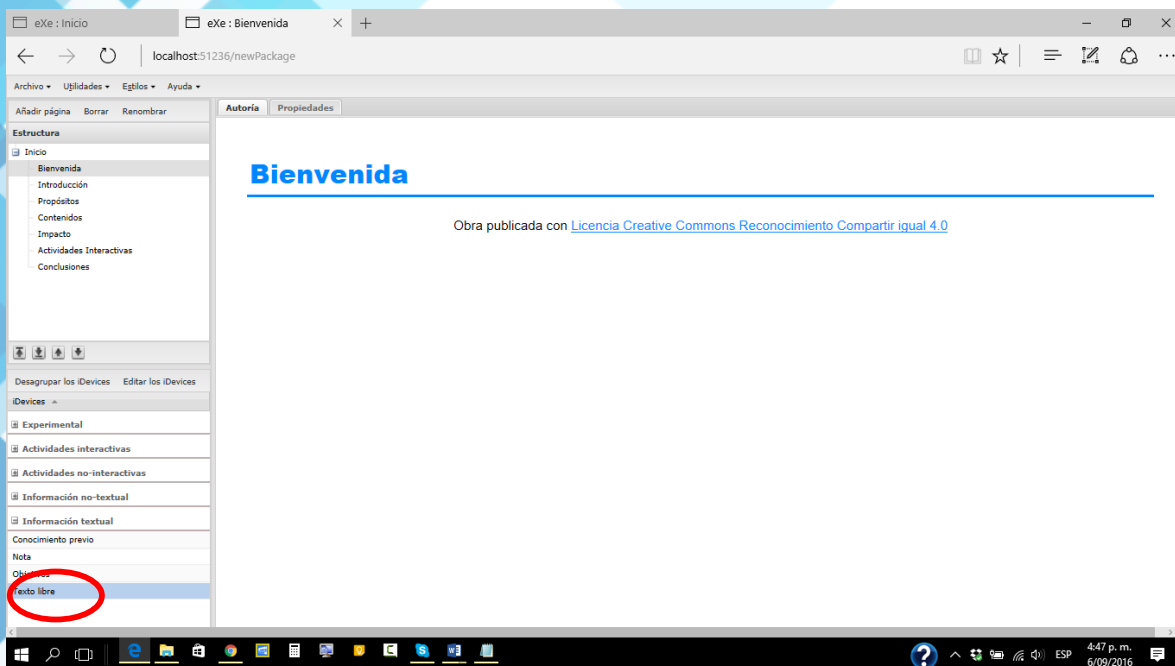 eXe : Inicio
eXe : Bienvenida
localhost:51236/newPackage
Archivo Utilidades Estilos Ayuda
Añadir página Borrar Renombrar
Autoría Propiedades
Estructura
Inicio
Bienvenida
Introducción
Propósitos
Contenidos
Impacto
Actividades Interactivas
Conclusiones
Bienvenida
Obra publicada con Licencia Creative Commons Reconocimiento Compartir igual 4.0
Desagrupar los iDevices Editar los iDevices
iDevices
Experimental
Actividades interactivas
Actividades no-interactivas
Información no-textual
Información textual
Conocimiento previo
Nota
Objetivos
Texto libre
ESP
4:47 p. m.
6/09/2016